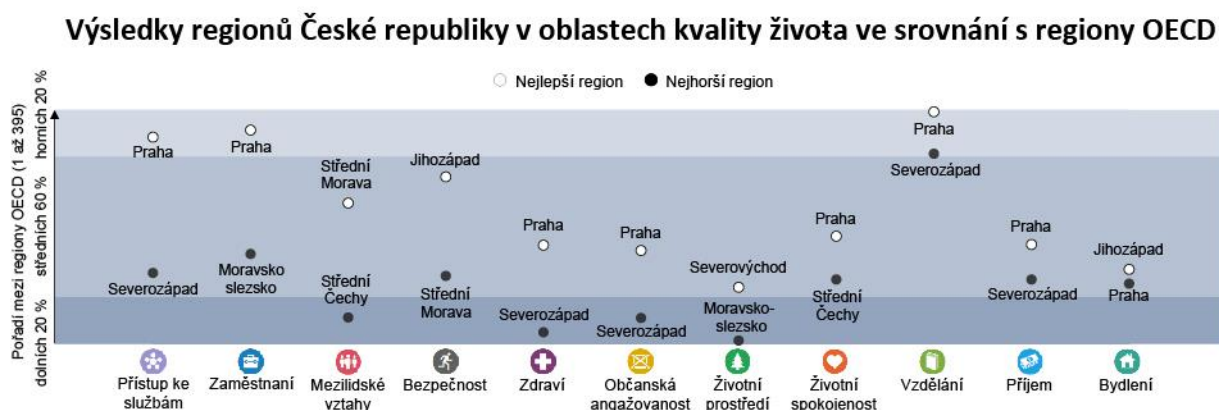 Výsledky regionů České republiky v oblastech kvality života ve srovnání s regiony OECD
Nejlepší region
Nejhorší region
Pořadí mezi regiony OECD (1 až 395)
horních 20 %
středních 60 %
dolních 20 %
Praha
Severozápad
Praha
Moravsko
slezsko
Střední
Morava
Střední
Čechy
Jihozápad
Střední
Morava
Praha
Severozápad
Praha
Severozápad
Severovýchod
Moravsko-
slezsko
Praha
Střední
Čechy
Praha
Severozápad
Praha
Severozápad
Jihozápad
Praha
Přístup ke
službám
Zaměstnaní
Mezilidské
vztahy
Bezpečnost
Zdraví
Občanská
angažovanost
Životní
prostředí
Životní
spokojenost
Vzdělání
Příjem
Bydlení